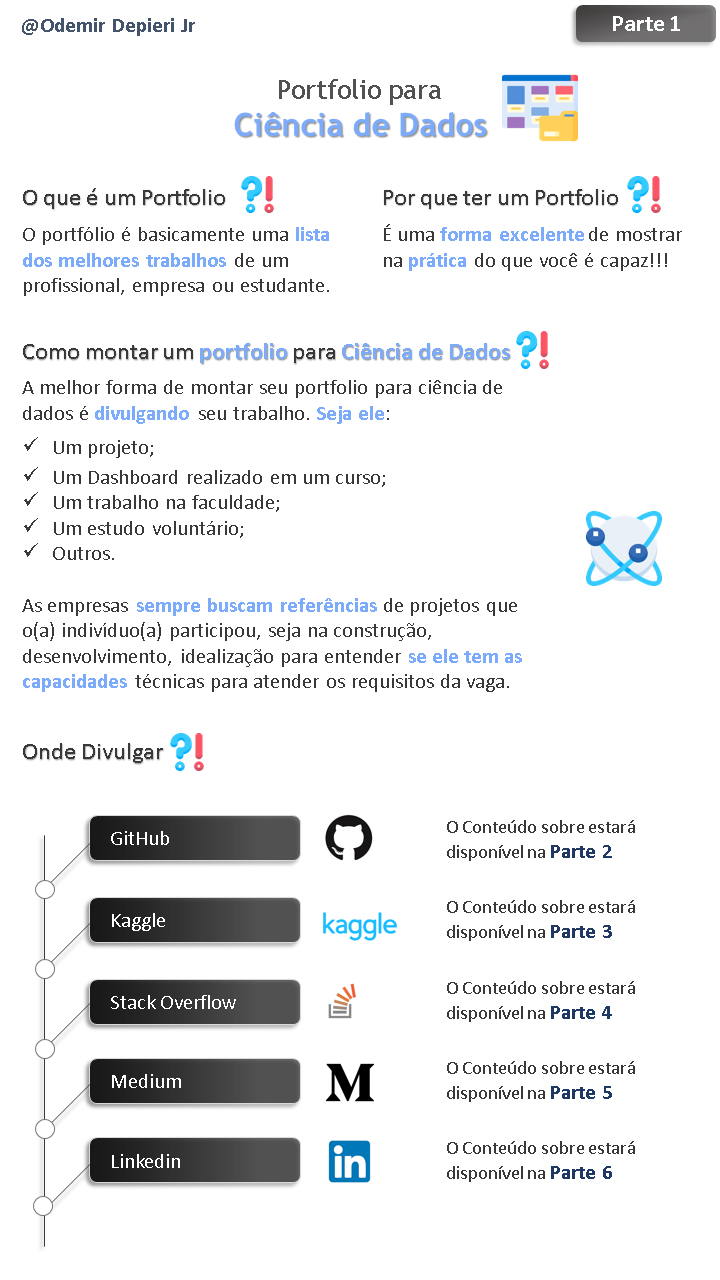 @Odemir Depieri Jr
Parte 1
Portfolio para
Ciência de Dados
O que é um Portfolio
O portfólio é basicamente uma lista
dos melhores trabalhos de um
profissional, empresa ou estudante.
Por que ter um Portfolio
É uma forma excelente de mostrar
na prática do que você é capaz!!!
Como montar um portfolio para Ciência de Dados
A melhor forma de montar seu portfolio para ciência de
dados é divulgando seu trabalho. Seja ele:
✓ Um projeto;
✓ Um Dashboard realizado em um curso;
✓ Um trabalho na faculdade;
✓ Um estudo voluntário;
✓ Outros.
As empresas sempre buscam referências de projetos que
o(a) indivíduo(a) participou, seja na construção,
desenvolvimento, idealização para entender se ele tem as
capacidades técnicas para atender os requisitos da vaga.
Onde Divulgar
GitHub
O Conteúdo sobre estará
disponível na Parte 2
Kaggle
kaggle
O Conteúdo sobre estará
disponível na Parte 3
Stack Overflow
O Conteúdo sobre estará
disponível na Parte 4
Medium
M
O Conteúdo sobre estará
disponível na Parte 5
Linkedin
in
O Conteúdo sobre estará
disponível na Parte 6